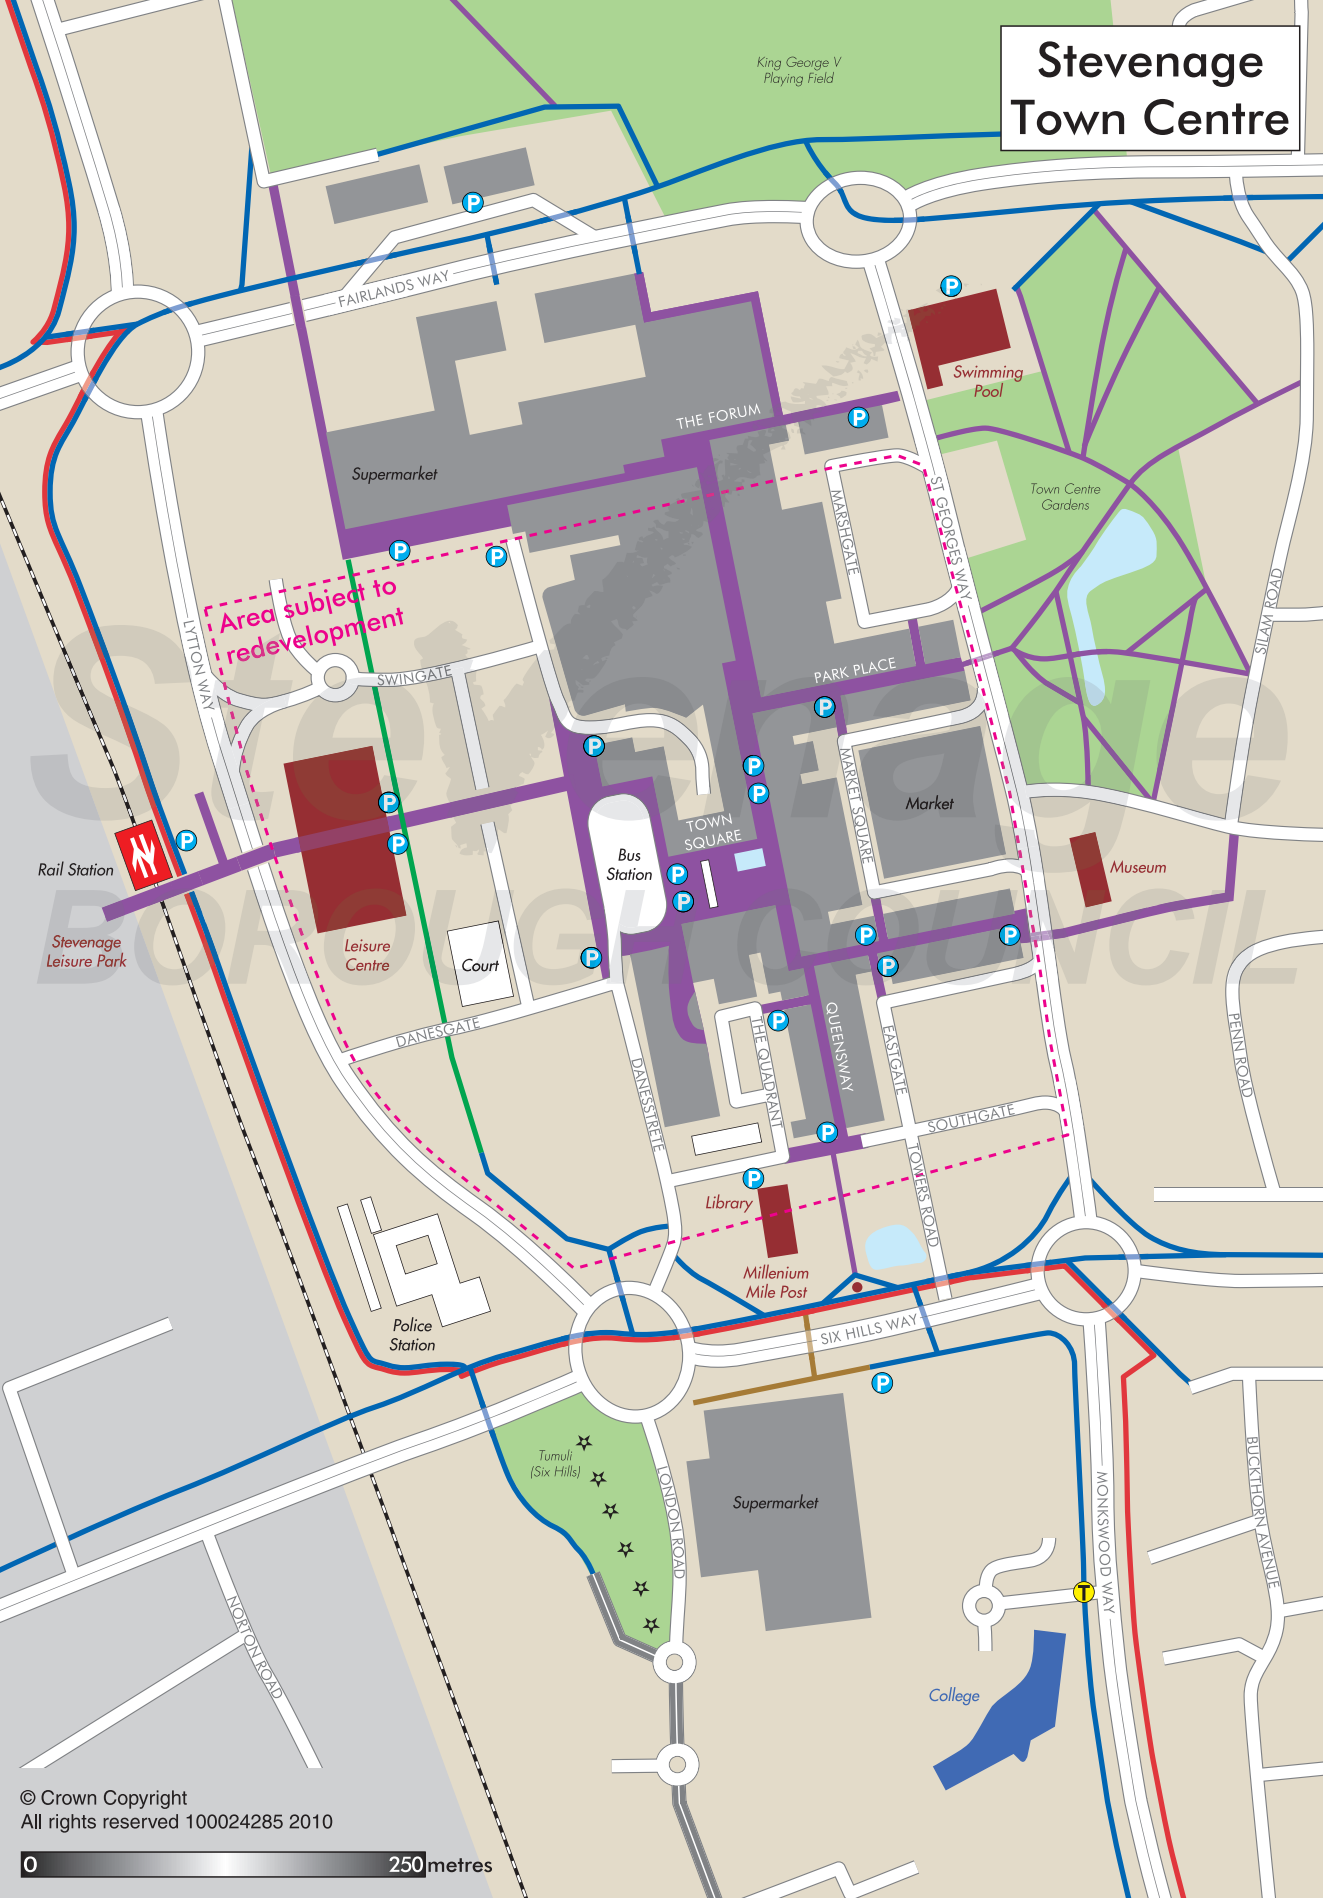 Stevenage
Town Centre
King George V
Playing Field
P
FAIRLANDS WAY
P
Swimming
Pool
THE FORUM
P
Supermarket
Town Centre
Gardens
MARSHGATE
ST GEORGES WAY
P
P
Area subject to
redevelopment
LYTTON WAY
SWINGATE
SILAM ROAD
PARK PLACE
P
Stevenage
BOROUGH COUNCIL
P
P
P
P
P
MARKET SQUARE
Market
TOWN
SQUARE
P
Rail Station
Bus
Station
P
P
Museum
Stevenage
Leisure Park
Leisure
Centre
Court
P
P
P
P
DANESGATE
P
QUEENSWAY
THE QUADRANT
EASTGATE
PENN ROAD
DANESTRETE
SOUTHGATE
P
TOWERS ROAD
P
Library
Millenium
Mile Post
Police
Station
SIX HILLS WAY
P
Tumuli
(Six Hills)
LONDON ROAD
Supermarket
MONKSWOOD WAY
BUCKTHORN AVENUE
T
NORTON ROAD
College
© Crown Copyright
All rights reserved 100024285 2010
0 250 metres